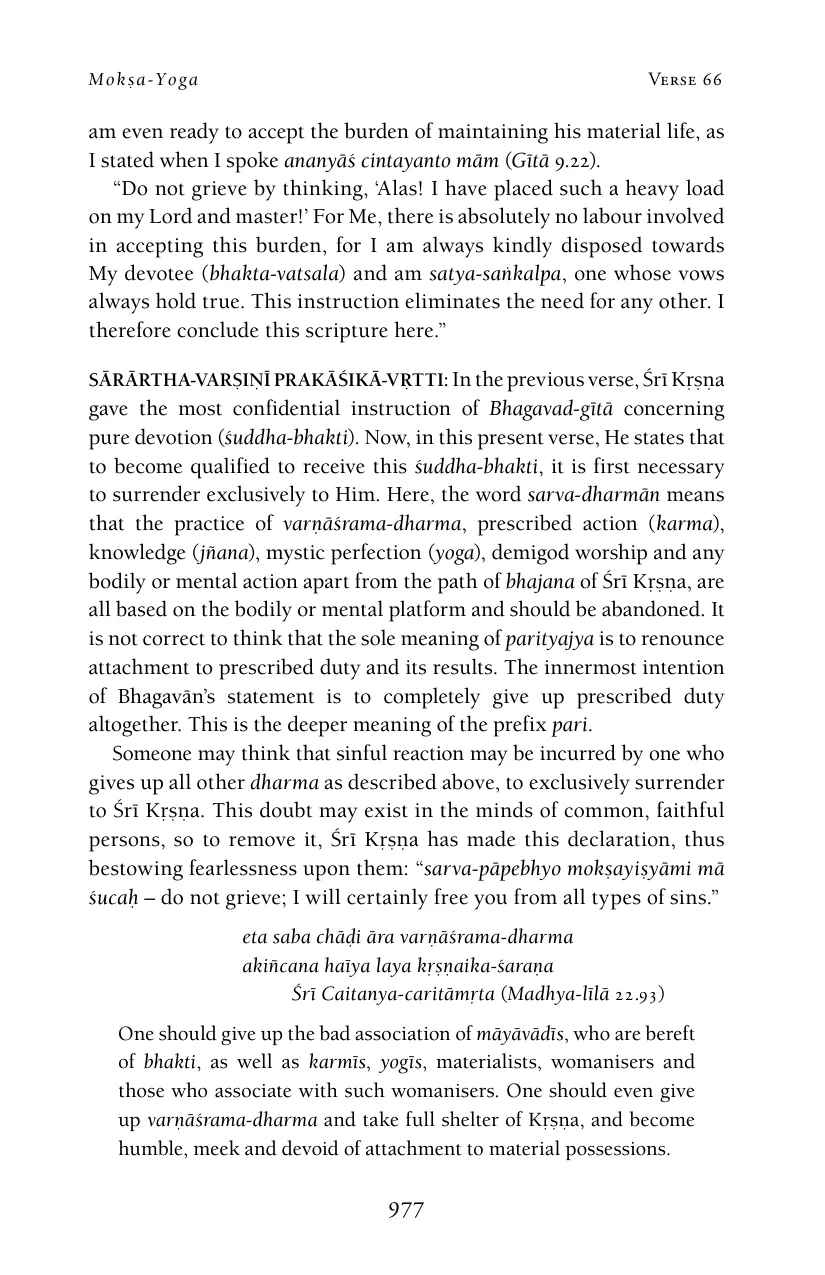 Mokṣa-Yoga Verse 66
am even ready to accept the burden of maintaining his material life, as
I stated when I spoke ananyāś cintayanto mām (Gītā 9.22).
“Do not grieve by thinking, ‘Alas! I have placed such a heavy load
on my Lord and master!’ For Me, there is absolutely no labour involved
in accepting this burden, for I am always kindly disposed towards
My devotee (bhakta-vatsala) and am satya-saṅkalpa, one whose vows
always hold true. This instruction eliminates the need for any other. I
therefore conclude this scripture here.”
SĀRĀRTHA-VARṢIṆĪ PRAKĀŚIKĀ-VṚTTI: In the previous verse, Śrī Kṛṣṇa
gave the most confidential instruction of Bhagavad-gītā concerning
pure devotion (śuddha-bhakti). Now, in this present verse, He states that
to become qualified to receive this śuddha-bhakti, it is first necessary
to surrender exclusively to Him. Here, the word sarva-dharmān means
that the practice of varṇāśrama-dharma, prescribed action (karma),
knowledge (jñana), mystic perfection (yoga), demigod worship and any
bodily or mental action apart from the path of bhajana of Śrī Kṛṣṇa, are
all based on the bodily or mental platform and should be abandoned. It
is not correct to think that the sole meaning of parityajya is to renounce
attachment to prescribed duty and its results. The innermost intention
of Bhagavān’s statement is to completely give up prescribed duty
altogether. This is the deeper meaning of the prefix pari.
Someone may think that sinful reaction may be incurred by one who
gives up all other dharma as described above, to exclusively surrender
to Śrī Kṛṣṇa. This doubt may exist in the minds of common, faithful
persons, so to remove it, Śrī Kṛṣṇa has made this declaration, thus
bestowing fearlessness upon them: “sarva-pāpebhyo mokṣayiṣyāmi mā
śucaḥ – do not grieve; I will certainly free you from all types of sins.”
eta saba chāḍi āra varṇāśrama-dharma
akiñcana haīya laya kṛṣṇaika-śaraṇa
Śrī Caitanya-caritāmṛta (Madhya-līlā 22.93)
One should give up the bad association of māyāvādīs, who are bereft
of bhakti, as well as karmīs, yogīs, materialists, womanisers and
those who associate with such womanisers. One should even give
up varṇāśrama-dharma and take full shelter of Kṛṣṇa, and become
humble, meek and devoid of attachment to material possessions.
977